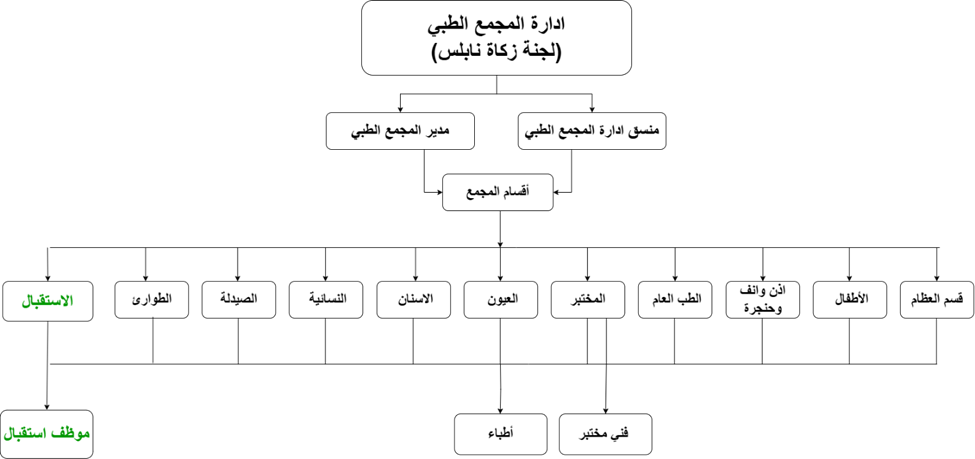 ادارة المجمع الطبي
(لجنة زكاة نابلس)
منسق ادارة المجمع الطبي
مدير المجمع الطبي
أقسام المجمع
قسم العظام
الأطفال
اذن وانف
وحنجرة
الطب العام
المختبر
العيون
الاسنان
النسائية
الصيدلة
الطوارئ
الاستقبال
فني مختبر
أطباء
موظف استقبال